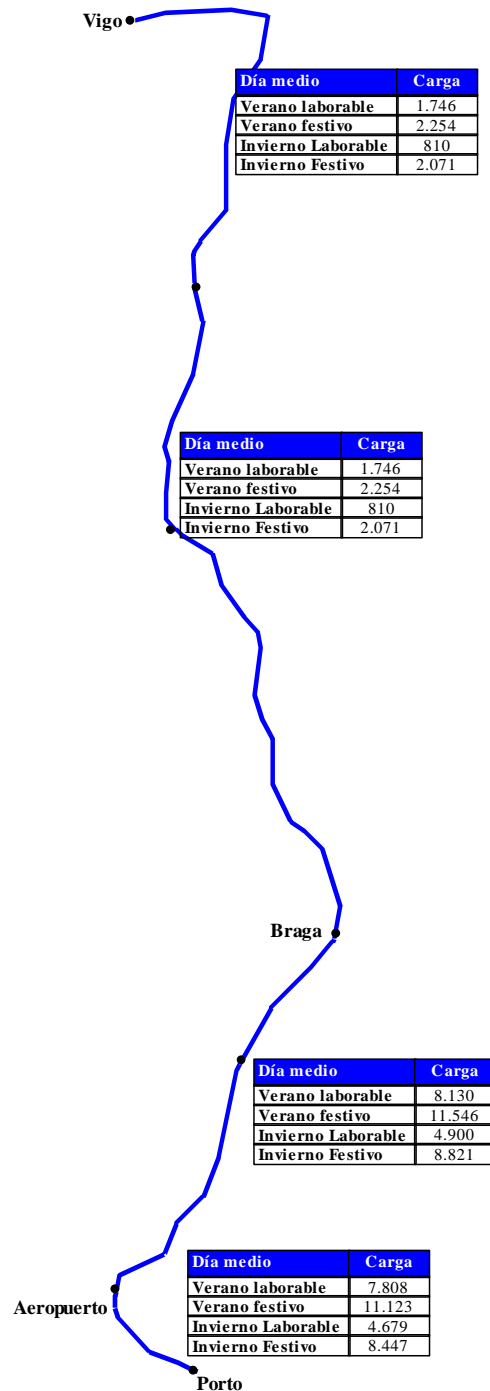 Vigo
Día medio Carga
Verano laborable 1.746
Verano festivo 2.254
Invierno Laborable 810
Invierno Festivo 2.071
Día medio Carga
Verano laborable 1.746
Verano festivo 2.254
Invierno Laborable 810
Invierno Festivo 2.071
Braga
Día medio Carga
Verano laborable 8.130
Verano festivo 11.546
Invierno Laborable 4.900
Invierno Festivo 8.821
Día medio Carga
Verano laborable 7.808
Verano festivo 11.123
Invierno Laborable 4.679
Invierno Festivo 8.447
Aeropuerto
Porto